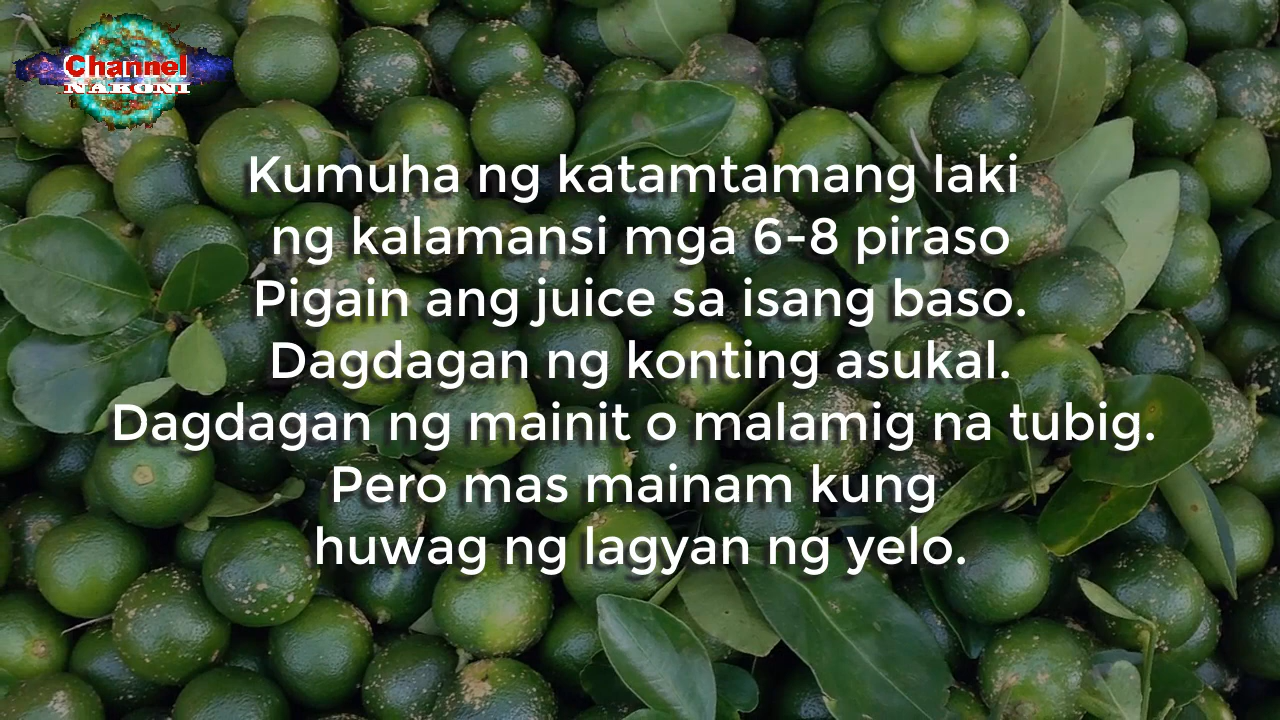 Channel
NARONI
Kumuha ng katamtamang laki
ng kalamansi mga 6-8 piraso
Pigain ang juice sa isang baso.
Dagdagan ng konting asukal.
Dagdagan ng mainit o malamig na tubig.
Pero mas mainam kung
huwag ng lagyan ng yelo.